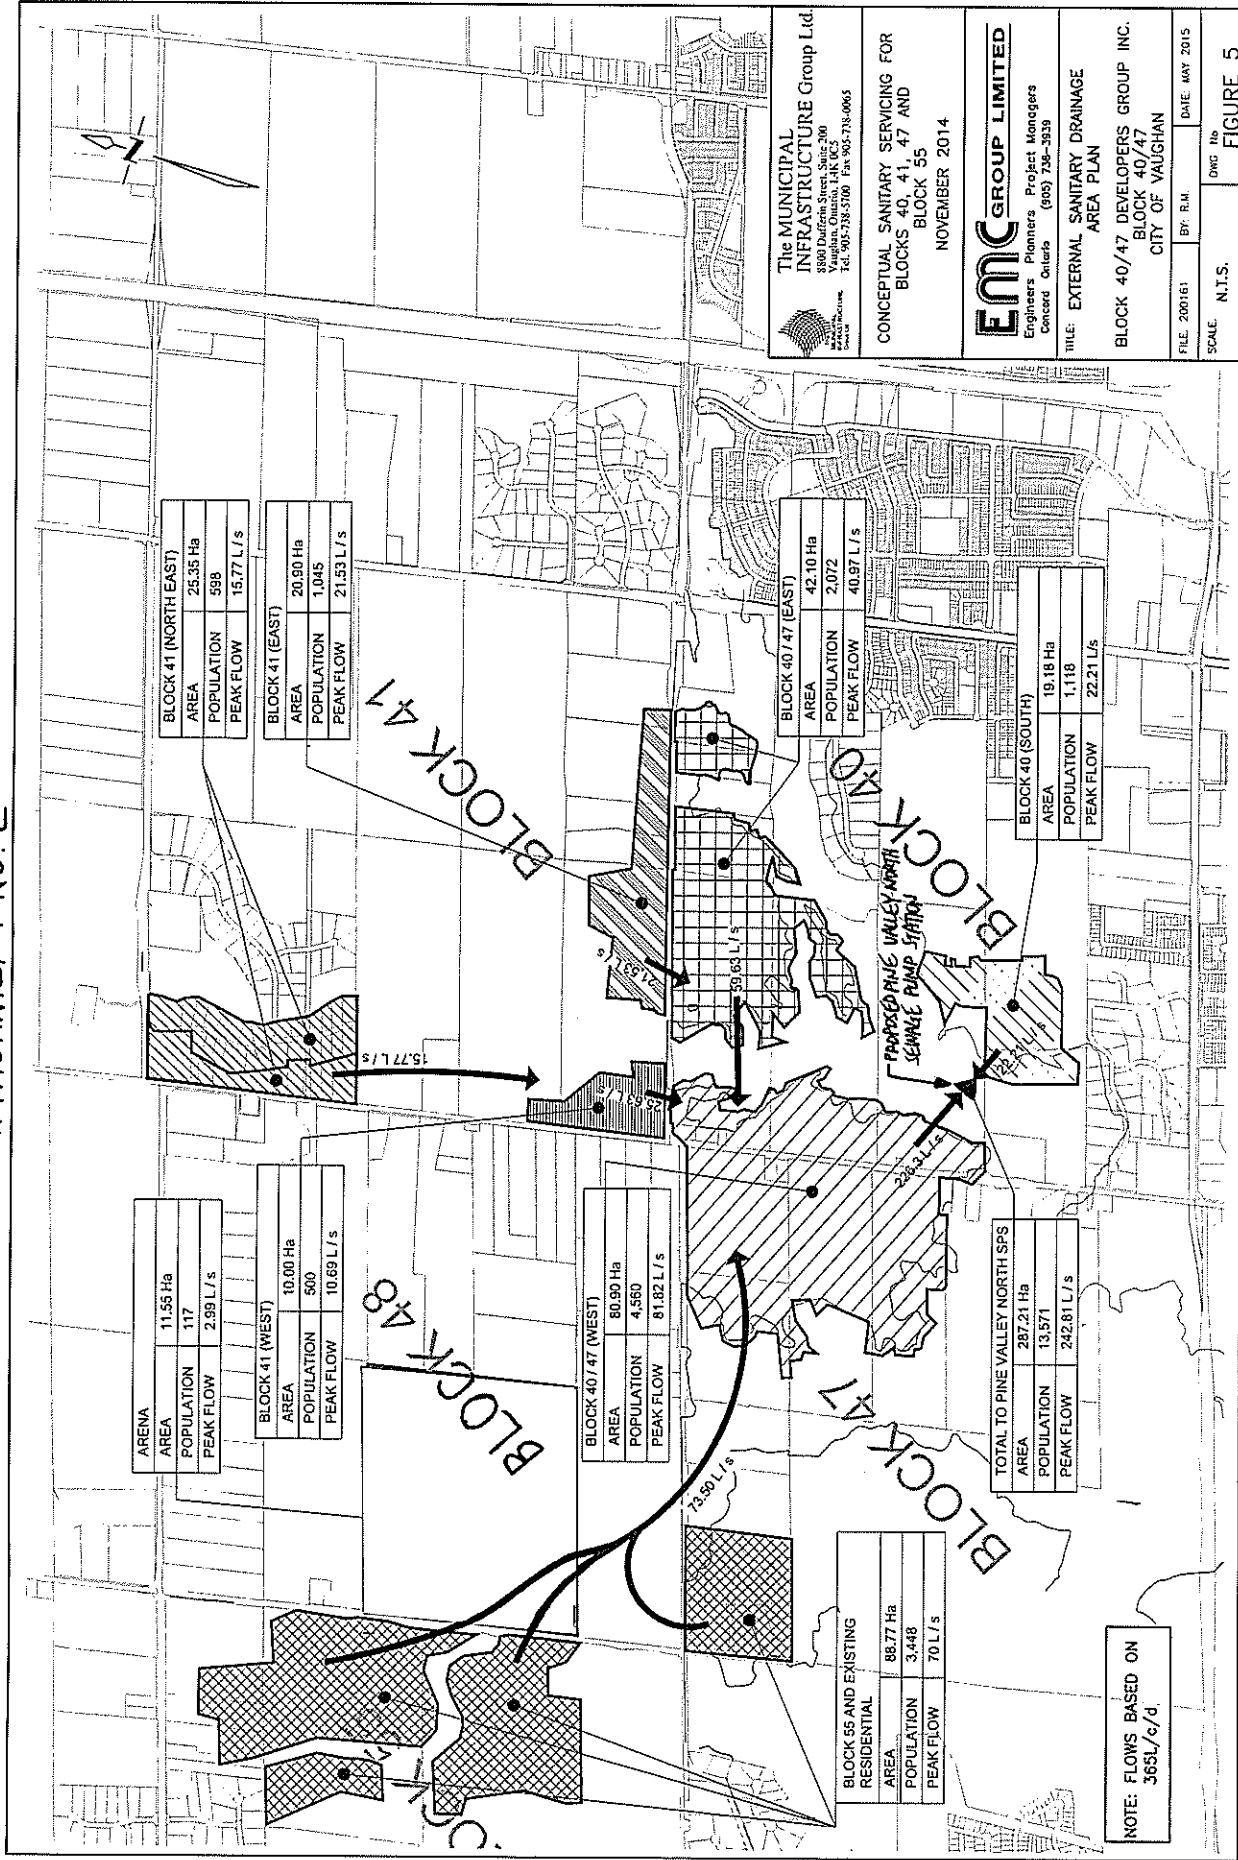 ARENA
AREA 11.55 Ha
POPULATION 117
PEAK FLOW 2.99 L / s
BLOCK 41 (WEST)
AREA 10.00 Ha
POPULATION 500
PEAK FLOW 10.69 L / s
BLOCK 41 (NORTH EAST)
AREA 25.35 Ha
POPULATION 598
PEAK FLOW 15.77 L / s
BLOCK 41 (EAST)
AREA 20.90 Ha
POPULATION 1,045
PEAK FLOW 21.53 L / s
BLOCK 40 / 47 (WEST)
AREA 80.90 Ha
POPULATION 4,560
PEAK FLOW 81.82 L / s
BLOCK 40 / 47 (EAST)
AREA 42.10 Ha
POPULATION 2,072
PEAK FLOW 40.97 L / s
BLOCK 40 (SOUTH)
AREA 19.18 Ha
POPULATION 1,118
PEAK FLOW 22.21 L/s
BLOCK 55 AND EXISTING
RESIDENTIAL
AREA 88.77 Ha
POPULATION 3,448
PEAK FLOW 70 L / s
TOTAL TO PINE VALLEY NORTH SPS
AREA 287.21 Ha
POPULATION 13,571
PEAK FLOW 242.81 L / s
BLOCK 48
BLOCK 41
BLOCK 47
BLOCK 40
15.77 L / s
21.53 L / s
59.63 L / s
73.50 L / s
226.3 L / s
22.21 L / s
PROPOSED PINE VALLEY NORTH
SEWAGE PUMP STATION
NOTE: FLOWS BASED ON
365L/c/d
The MUNICIPAL
INFRASTRUCTURE Group Ltd.
8800 Dufferin Street, Suite 200
Vaughan, Ontario, L4K 0C5
Tel. 905-738-5700 Fax 905-738-0065
CONCEPTUAL SANITARY SERVICING FOR
BLOCKS 40, 41, 47 AND
BLOCK 55
NOVEMBER 2014
EMC GROUP LIMITED
Engineers Planners Project Managers
Concord Ontario (905) 738-3939
TITLE: EXTERNAL SANITARY DRAINAGE
AREA PLAN
BLOCK 40/47 DEVELOPERS GROUP INC.
BLOCK 40/47
CITY OF VAUGHAN
FILE 200161 BY: R.M. DATE: MAY 2015
SCALE. N.T.S. DWG No FIGURE 5